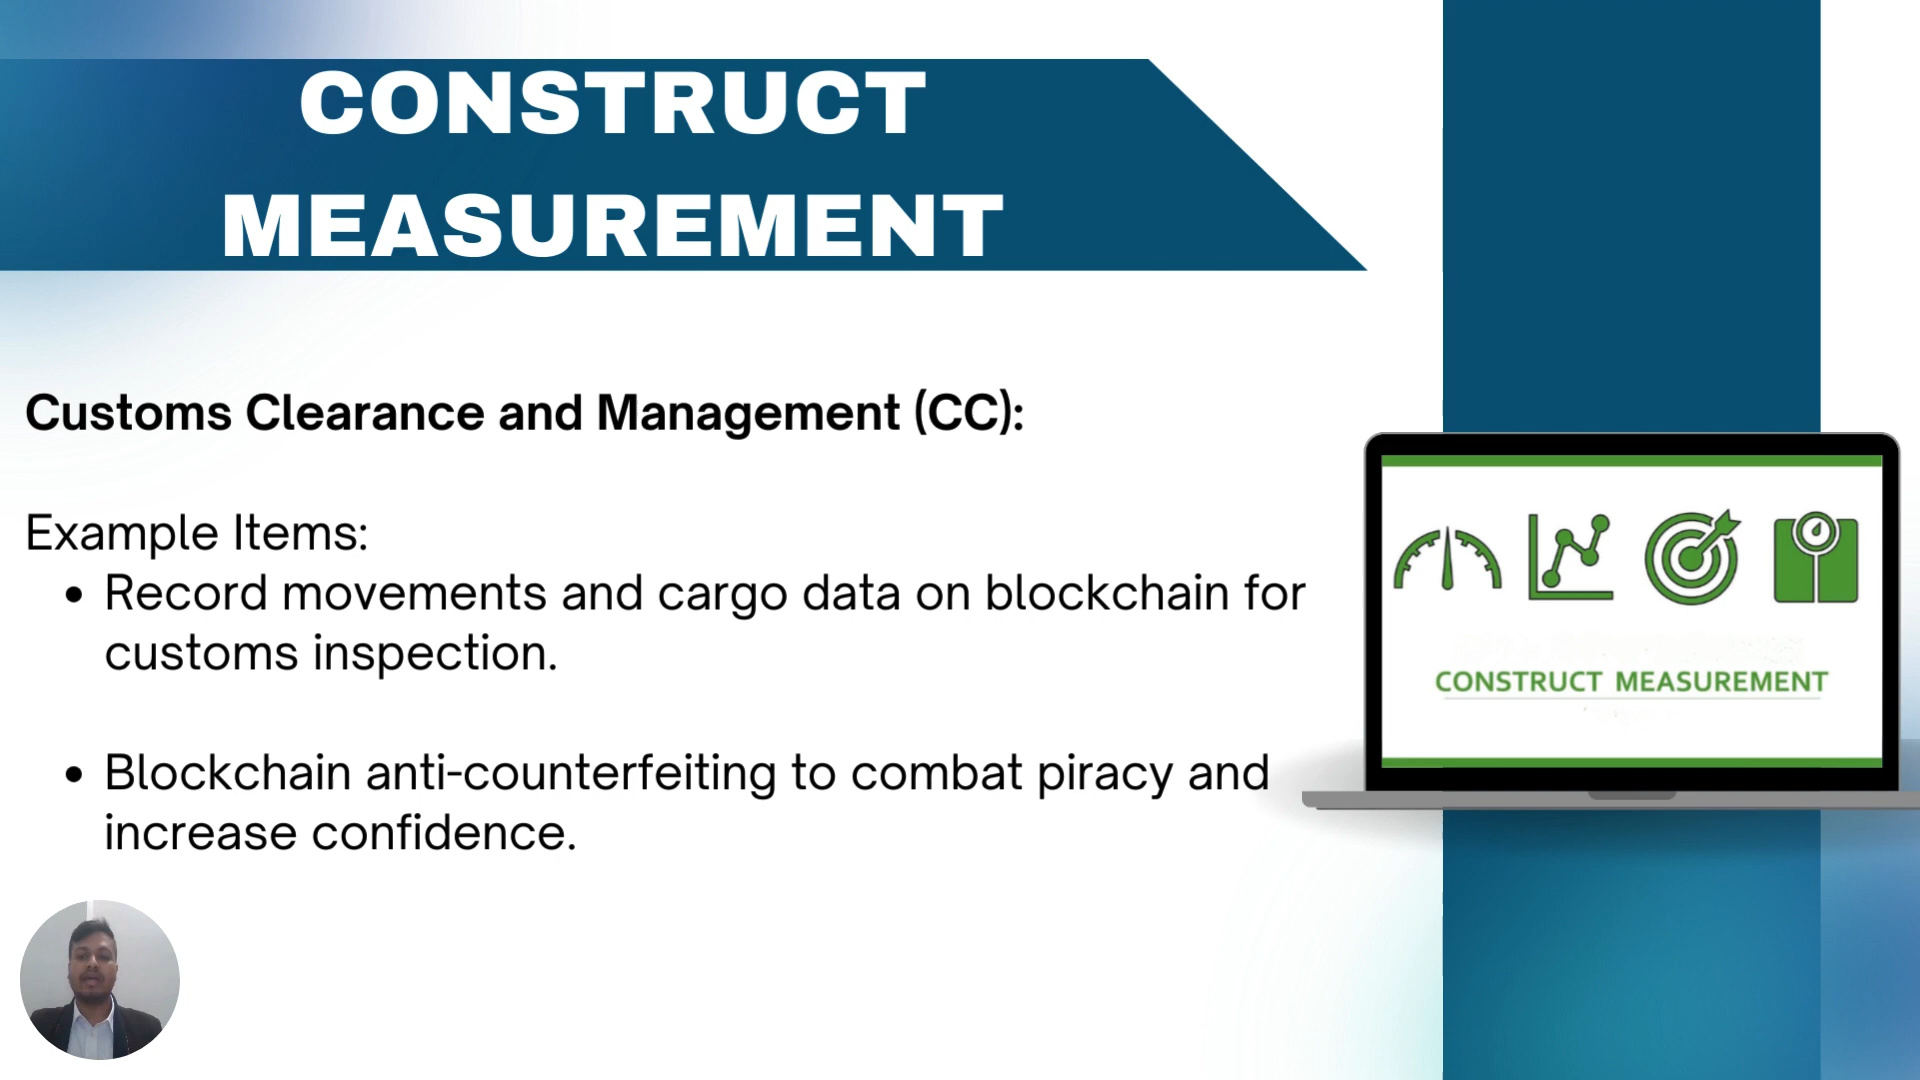 CONSTRUCT
MEASUREMENT
Customs Clearance and Management (CC):
Example Items:
• Record movements and cargo data on blockchain for
customs inspection.
• Blockchain anti-counterfeiting to combat piracy and
increase confidence.
CONSTRUCT MEASUREMENT